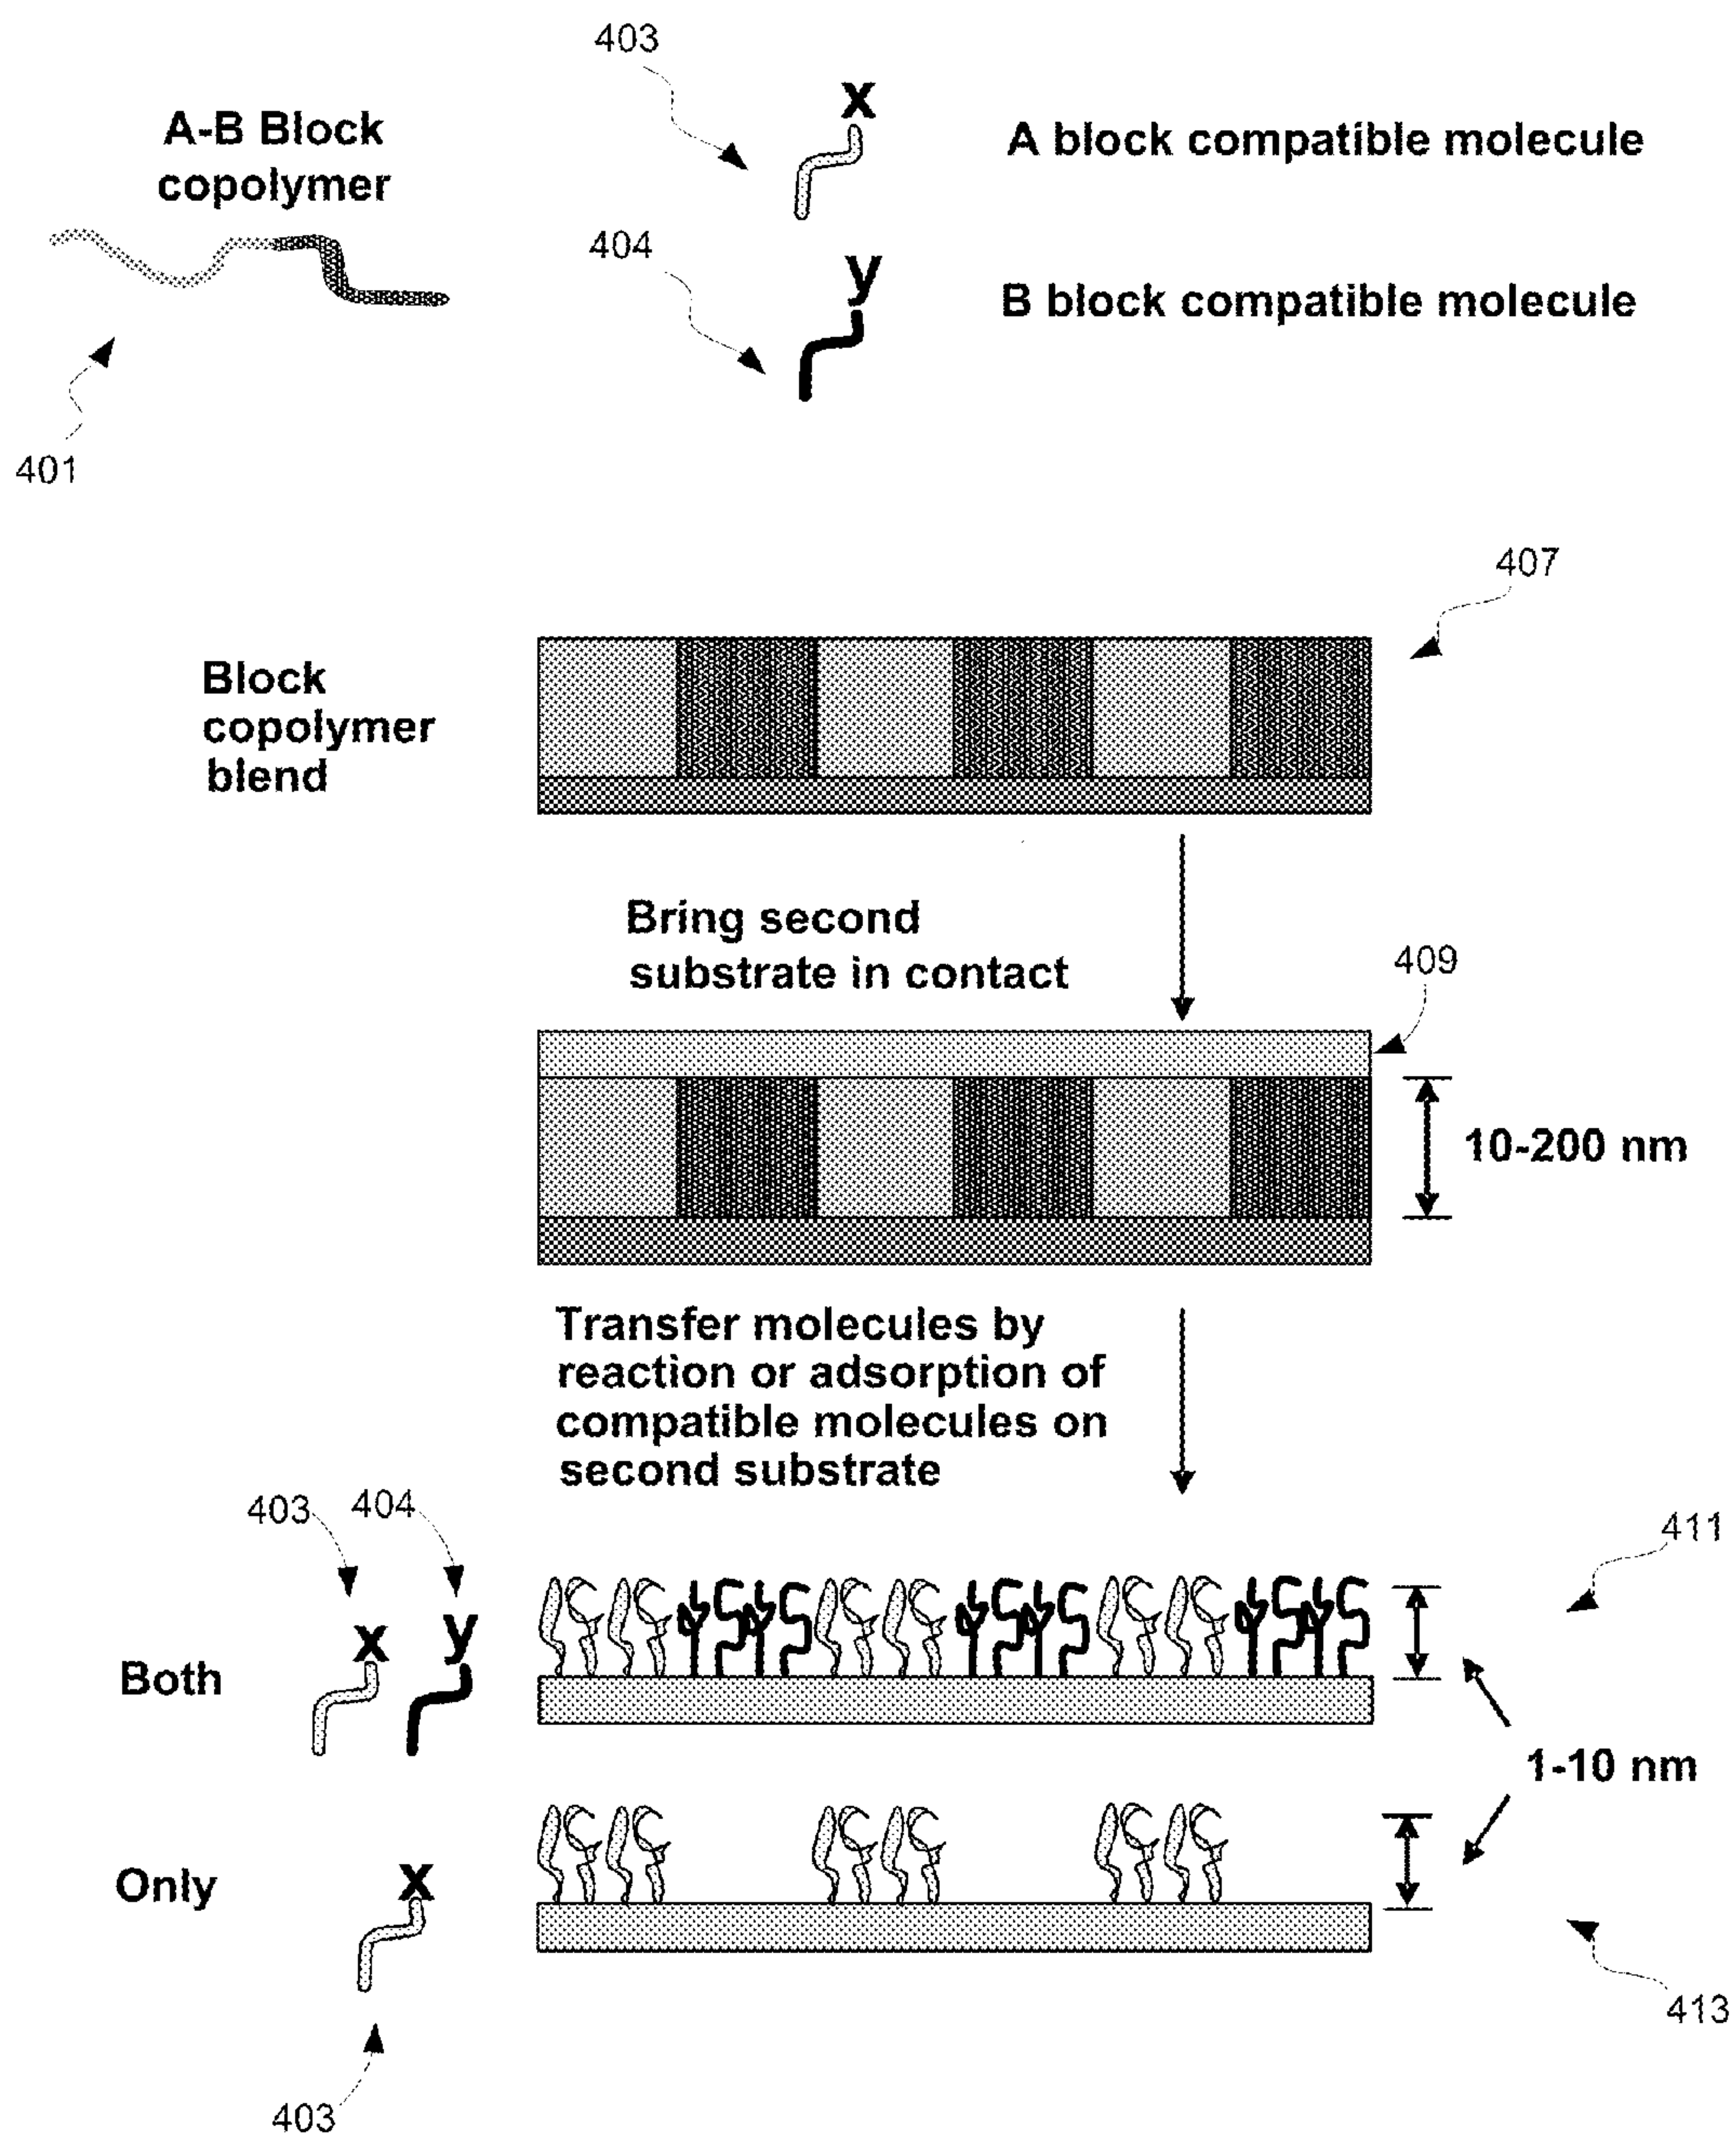 403
x
A-B Block
copolymer
A block compatible molecule
404
y
B block compatible molecule
401
407
Block
copolymer
blend
Bring second
substrate in contact
409
10-200 nm
Transfer molecules by
reaction or adsorption of
compatible molecules on
second substrate
403
404
411
x
y
Both
1-10 nm
Only
x
413
403